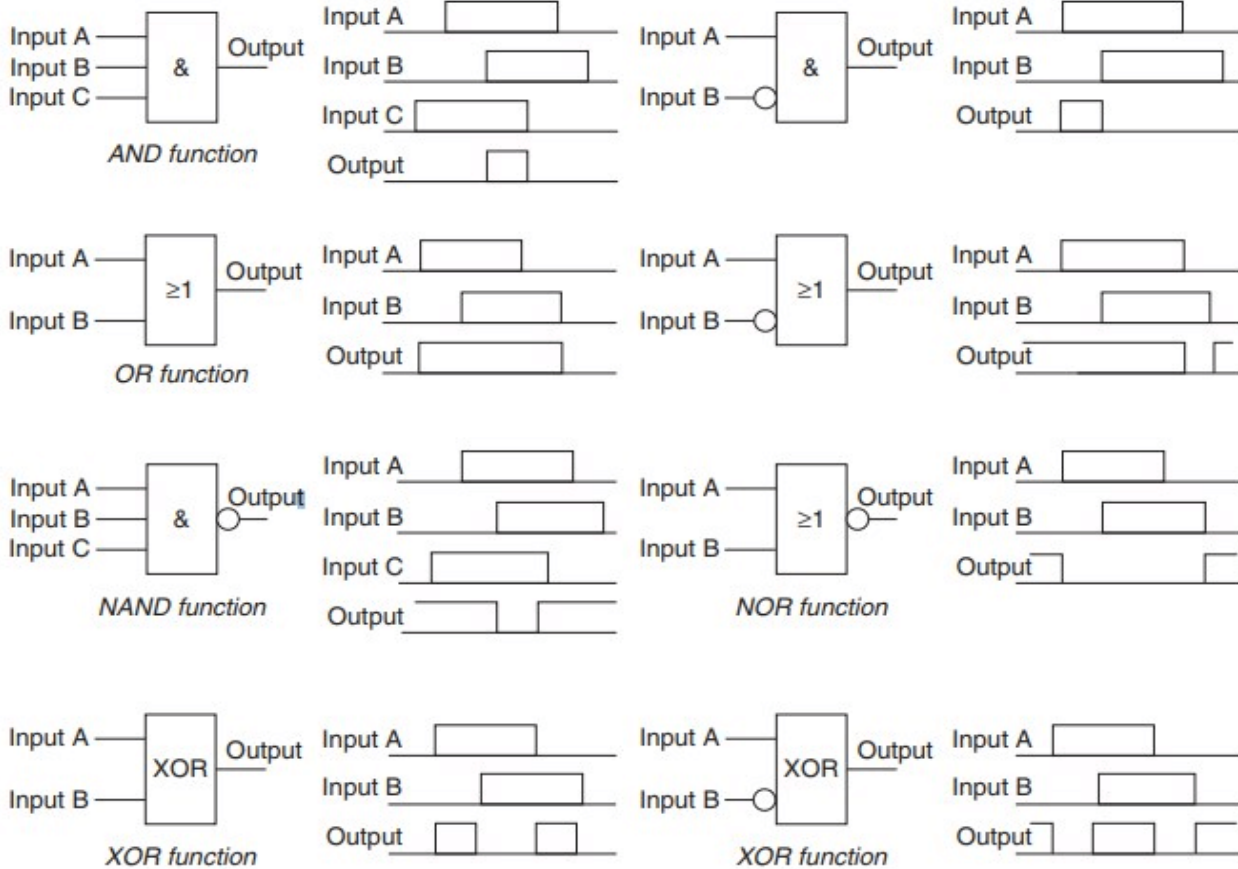 Input A
Input B
Input C
&
Output
AND function
Input A
Input B
Input C
Output
Input A
Input B
&
Output
Input A
Input B
Output
Input A
Input B
≥1
Output
OR function
Input A
Input B
Output
Input A
Input B
≥1
Output
Input A
Input B
Output
Input A
Input B
Input C
&
Output
NAND function
Input A
Input B
Input C
Output
Input A
Input B
≥1
Output
NOR function
Input A
Input B
Output
Input A
Input B
XOR
Output
XOR function
Input A
Input B
Output
Input A
Input B
XOR
Output
XOR function
Input A
Input B
Output